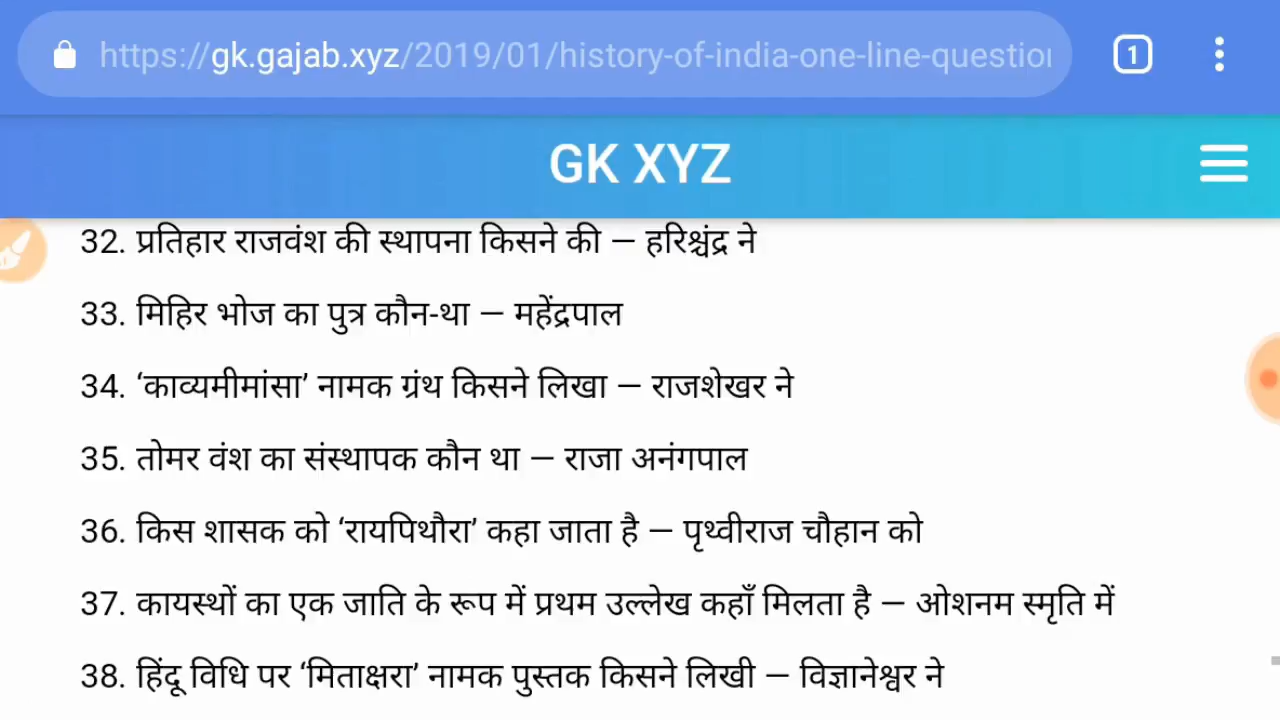 https://gk.gajab.xyz/2019/01/history-of-india-one-line-question
1
GK XYZ
32. प्रतिहार राजवंश की स्थापना किसने की – हरिश्चंद्र ने
33. मिहिर भोज का पुत्र कौन-था – महेंद्रपाल
34. ‘काव्यमीमांसा’ नामक ग्रंथ किसने लिखा – राजशेखर ने
35. तोमर वंश का संस्थापक कौन था – राजा अनंगपाल
36. किस शासक को ‘रायपिथौरा’ कहा जाता है – पृथ्वीराज चौहान को
37. कायस्थों का एक जाति के रूप में प्रथम उल्लेख कहाँ मिलता है – ओशनम स्मृति में
38. हिंदू विधि पर ‘मिताक्षरा’ नामक पुस्तक किसने लिखी – विज्ञानेश्वर ने